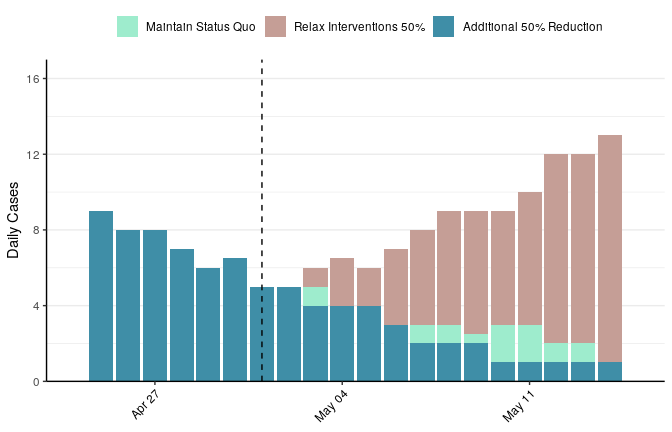 Maintain Status Quo Relax Interventions 50% Additional 50% Reduction
Daily Cases
16
12
8
4
0
Apr 27
May 04
May 11